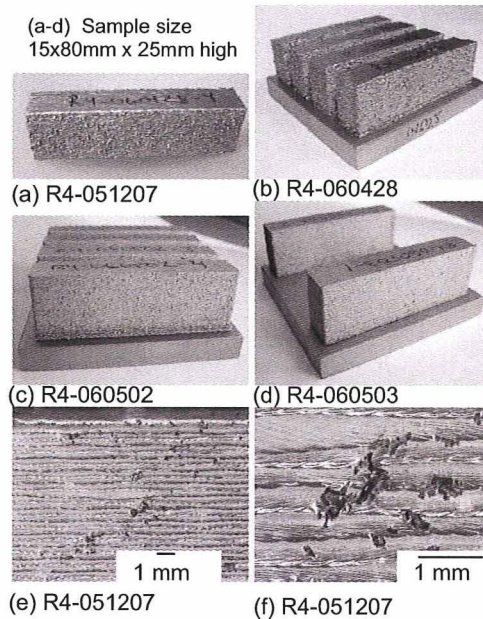 (a-d) Sample size
15x80mm x 25mm high
(a) R4-051207
(b) R4-060428
(c) R4-060502
(d) R4-060503
1 mm
1 mm
(e) R4-051207
(f) R4-051207